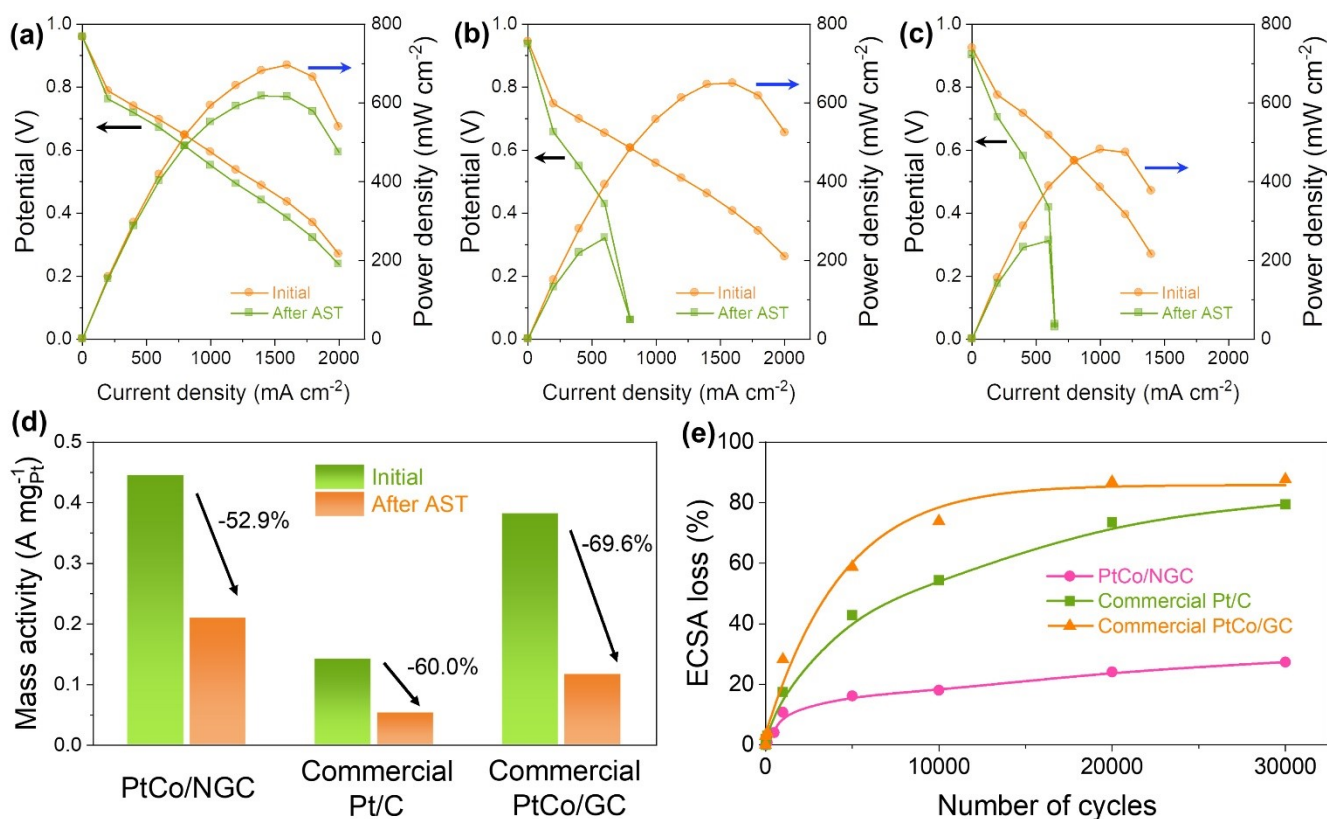 (a)
1.0
0.8
0.6
0.4
0.2
0.0
Potential (V)
800
600
400
200
0
Power density (mW cm-2)
Initial
After AST
0
500
1000
1500
2000
Current density (mA cm-2)
(b)
1.0
0.8
0.6
0.4
0.2
0.0
Potential (V)
800
600
400
200
0
Power density (mW cm-2)
Initial
After AST
0
500
1000
1500
2000
Current density (mA cm-2)
(c)
1.0
0.8
0.6
0.4
0.2
0.0
Potential (V)
800
600
400
200
0
Power density (mW cm-2)
Initial
After AST
0
500
1000
1500
2000
Current density (mA cm-2)
(d)
0.5
0.4
0.3
0.2
0.1
0.0
Mass activity (A mg-1Pt)
Initial
After AST
-52.9%
-60.0%
-69.6%
PtCo/NGC
Commercial
Pt/C
Commercial
PtCo/GC
(e)
100
80
60
40
20
0
ECSA loss (%)
PtCo/NGC
Commercial Pt/C
Commercial PtCo/GC
0
10000
20000
30000
Number of cycles